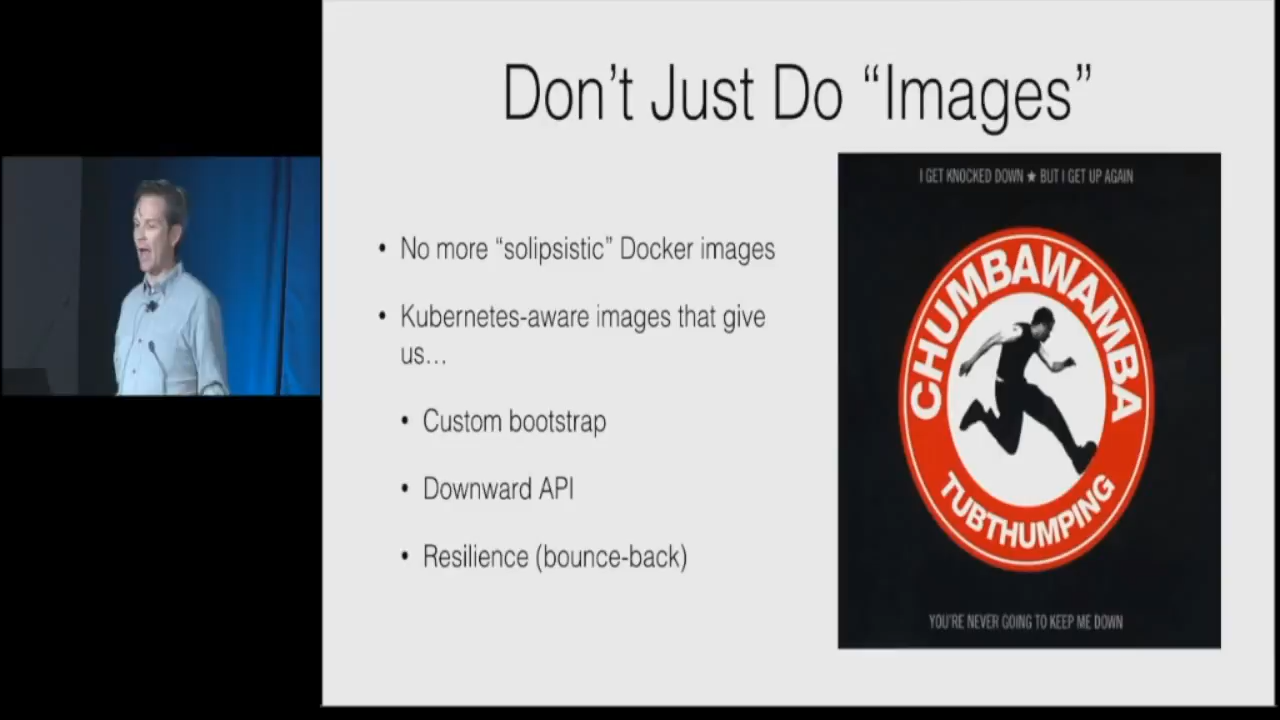 Don't Just Do “Images”
• No more “solipsistic” Docker images
• Kubernetes-aware images that give
us...
• Custom bootstrap
• Downward API
• Resilience (bounce-back)
I GET KNOCKED DOWN ★ BUT I GET UP AGAIN
CHUMBAWAMBA
TUBTHUMPING
YOU'RE NEVER GOING TO KEEP ME DOWN